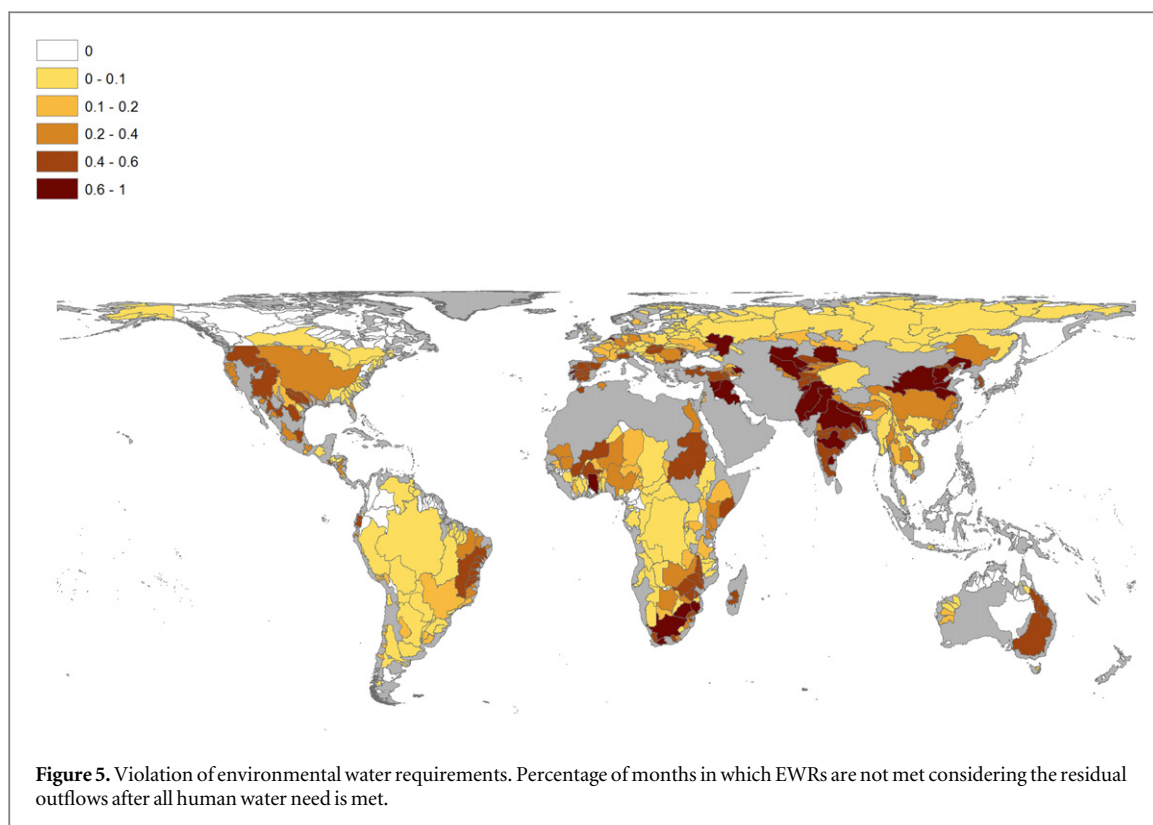 0
0 - 0.1
0.1 - 0.2
0.2 - 0.4
0.4 - 0.6
0.6 - 1
Figure 5. Violation of environmental water requirements. Percentage of months in which EWRs are not met considering the residual
outflows after all human water need is met.